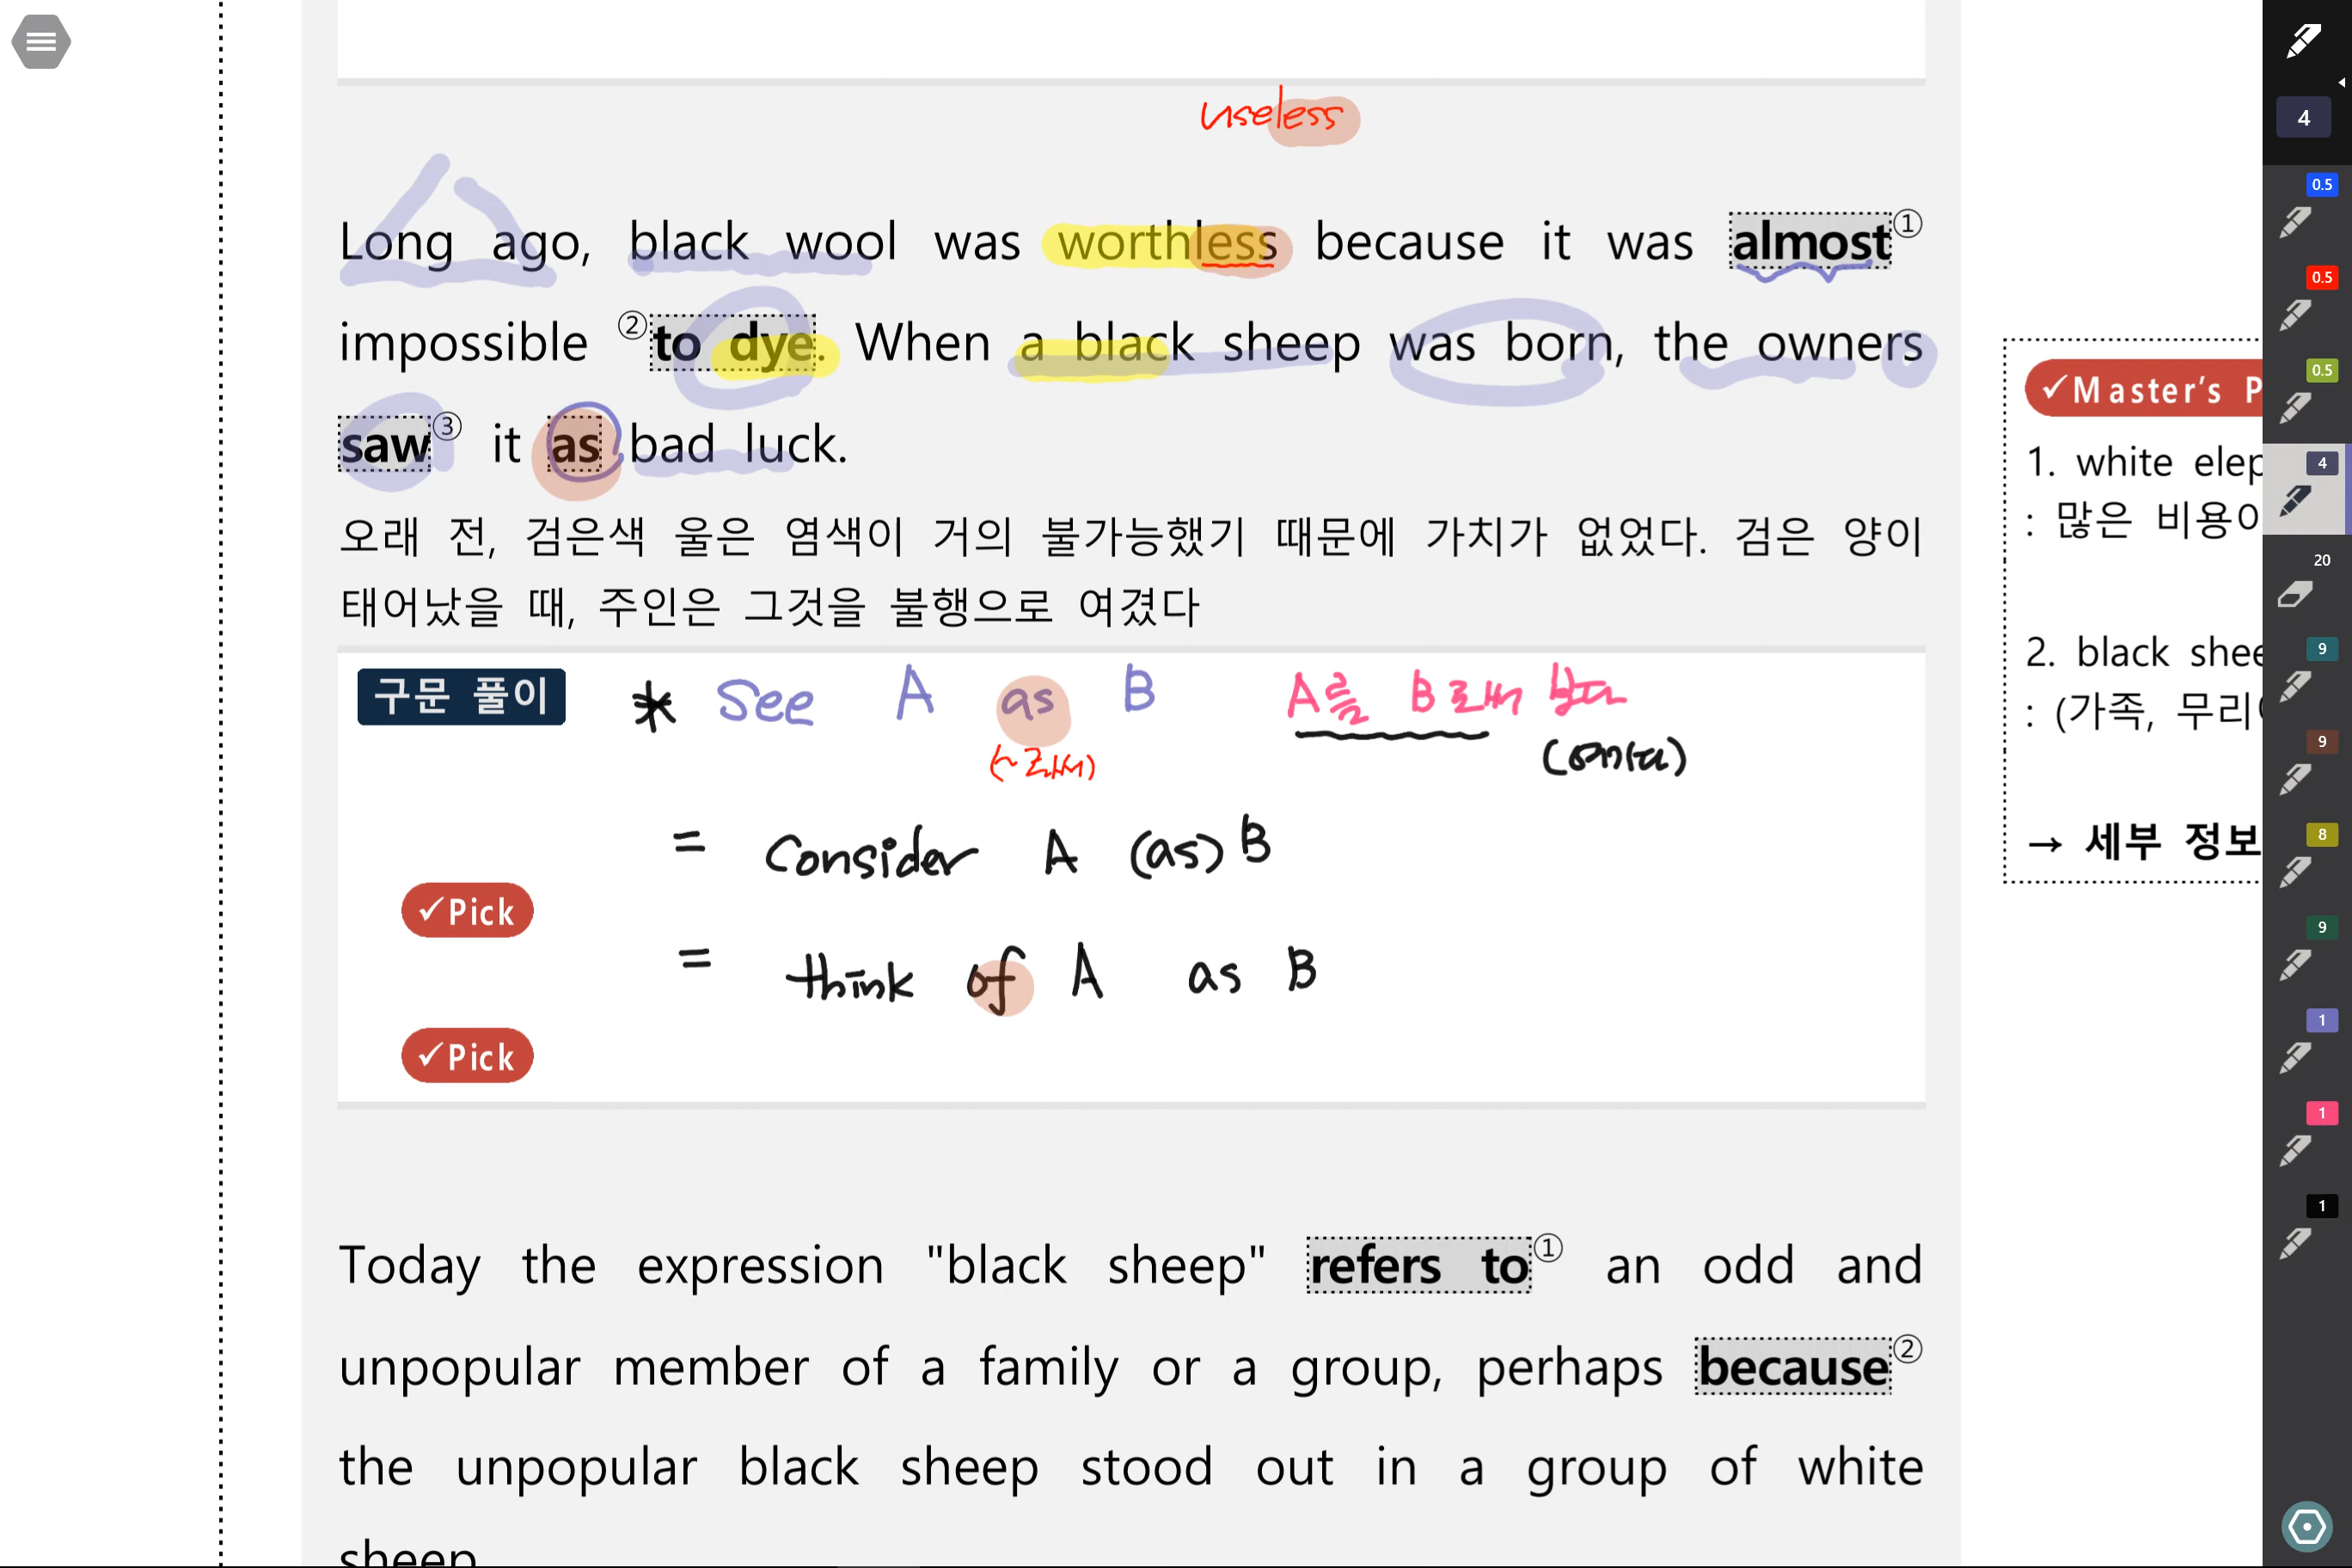 useless
Long ago, black wool was worthless because it was almost①
impossible ②to dye. When a black sheep was born, the owners
saw③ it as bad luck.
오래 전, 검은색 울은 염색이 거의 불가능했기 때문에 가치가 없었다. 검은 양이
태어났을 때, 주인은 그것을 불행으로 여겼다
구문 풀이 * See A as B A를 B로써 보다
= Consider A (as) B
✓Pick
= think of A as B
✓Pick
Today the expression "black sheep" refers to① an odd and
unpopular member of a family or a group, perhaps because②
the unpopular black sheep stood out in a group of white
sheep
✓Master's P
1. white elep
: 많은 비용이
2. black shee
: (가족, 무리
→ 세부 정보
4
0.5
0.5
0.5
4
20
9
9
8
9
1
1
1